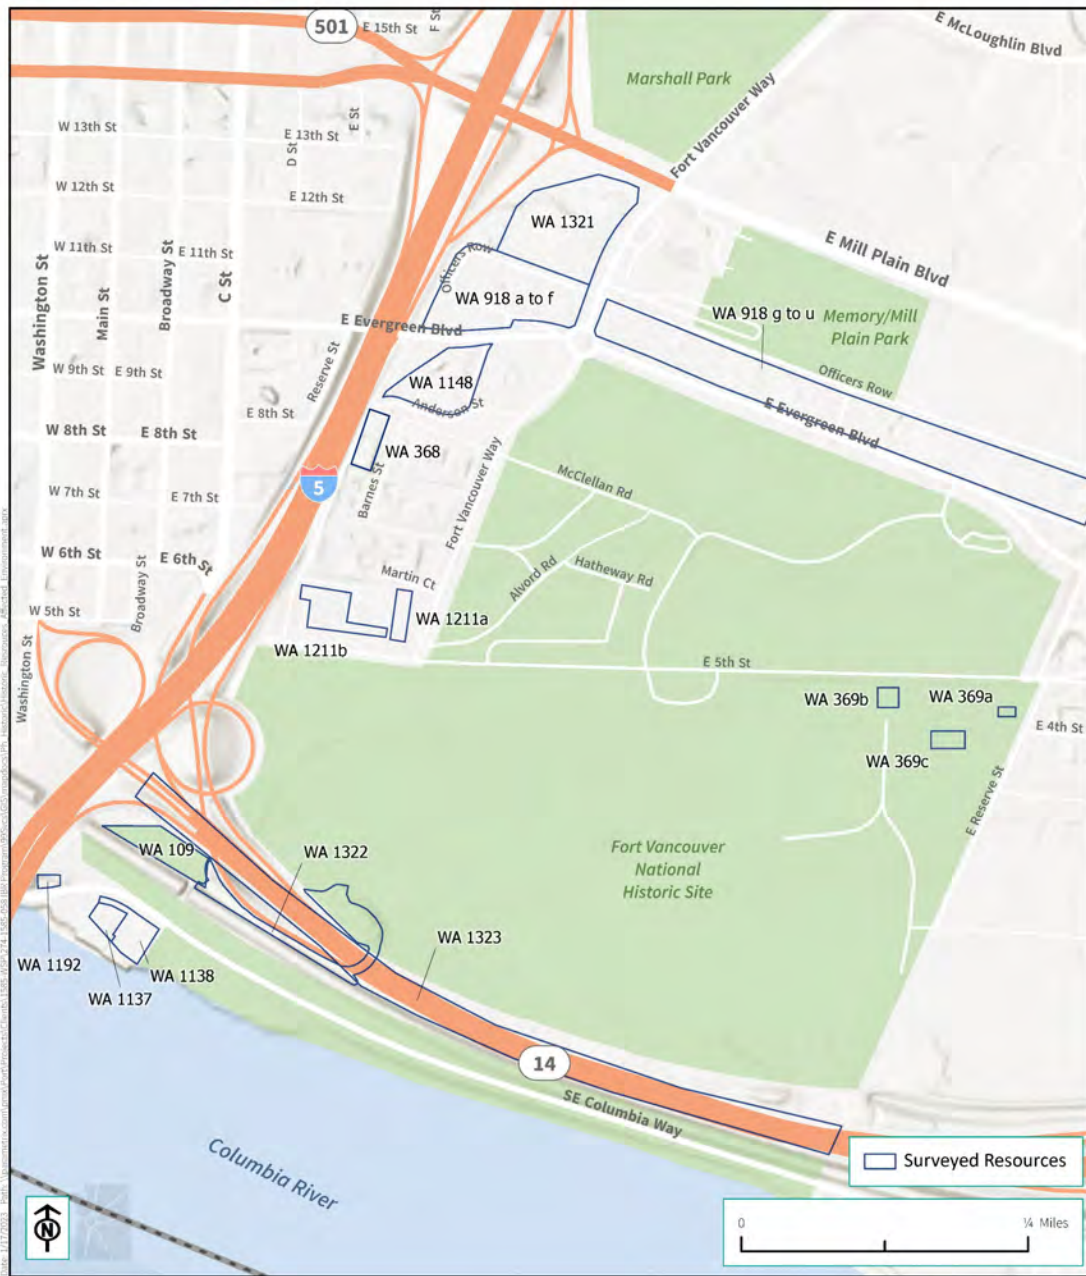 501
E 15th St
F St
E McLoughlin Blvd
Marshall Park
Fort Vancouver Way
W 13th St
E 13th St
E St
D St
W 12th St
E 12th St
WA 1321
W 11th St
E 11th St
E Mill Plain Blvd
Washington St
Main St
Broadway St
C St
Officers Row
WA 918 a to f
WA 918 g to u
Memory/Mill
Plain Park
E Evergreen Blvd
Reserve St
W 9th St
E 9th St
WA 1148
Officers Row
Anderson St
E 8th St
E Evergreen Blvd
W 8th St
E 8th St
WA 368
5
Barnes St
Fort Vancouver Way
McClellan Rd
W 7th St
E 7th St
W 6th St
E 6th St
Broadway St
Martin Ct
Alvord Rd
Hatheway Rd
W 5th St
WA 1211a
WA 1211b
E 5th St
Washington St
WA 369b
WA 369a
E 4th St
WA 369c
E Reserve St
WA 109
WA 1322
Fort Vancouver
National
Historic Site
WA 1323
WA 1192
WA 1138
WA 1137
14
SE Columbia Way
Columbia River
Surveyed Resources
N
0
¼ Miles
Date: 1/17/2023